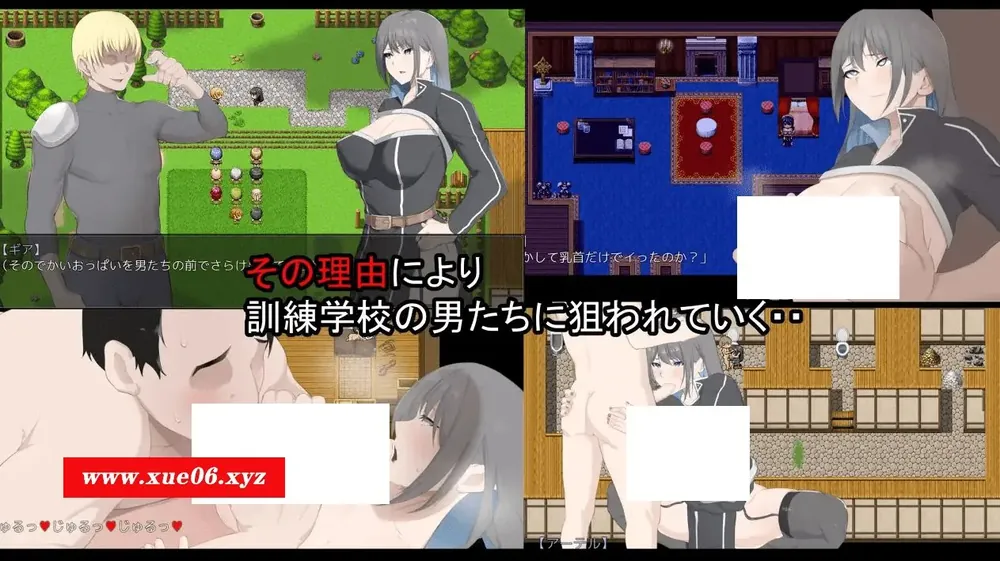 【ギア】
(そのでかいおっぱいを男たちの前でさらけ
かして乳首だけでイったのか?」
その理由により
訓練学校の男たちに狙われていく・・
www.xue06.xyz
ゅるっ♥じゅるっ♥じゅるっ♥
【アーテル】